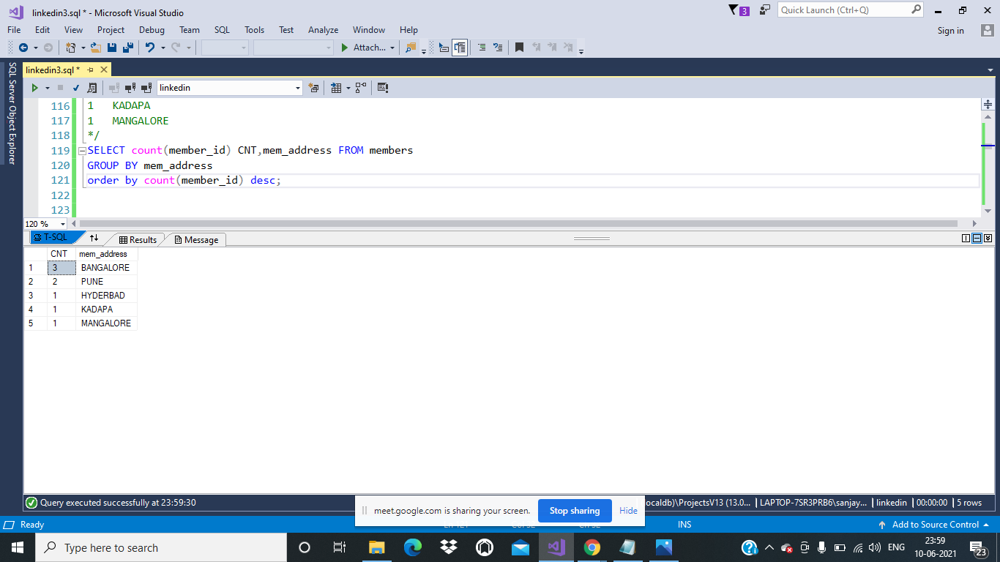 linkedin3.sql * - Microsoft Visual Studio
3
Quick Launch (Ctrl+Q)
File Edit View Project Debug Team SQL Tools Test Analyze Window Help
Sign in
Attach...
SQL Server Object Explorer
linkedin3.sql *
linkedin
116 1 KADAPA
117 1 MANGALORE
118 */
119 SELECT count(member_id) CNT,mem_address FROM members
120 GROUP BY mem_address
121 order by count(member_id) desc;
122
123
120 %
T-SQL Results Message
CNT mem_address
1 3 BANGALORE
2 2 PUNE
3 1 HYDERBAD
4 1 KADAPA
5 1 MANGALORE
Query executed successfully at 23:59:30
ocaldb)\ProjectsV13 (13.0... LAPTOP-7SR3PRB6\sanjay... linkedin 00:00:00 5 rows
meet.google.com is sharing your screen. Stop sharing Hide
Ready
INS
Add to Source Control
Type here to search
ENG
23:59
10-06-2021
23